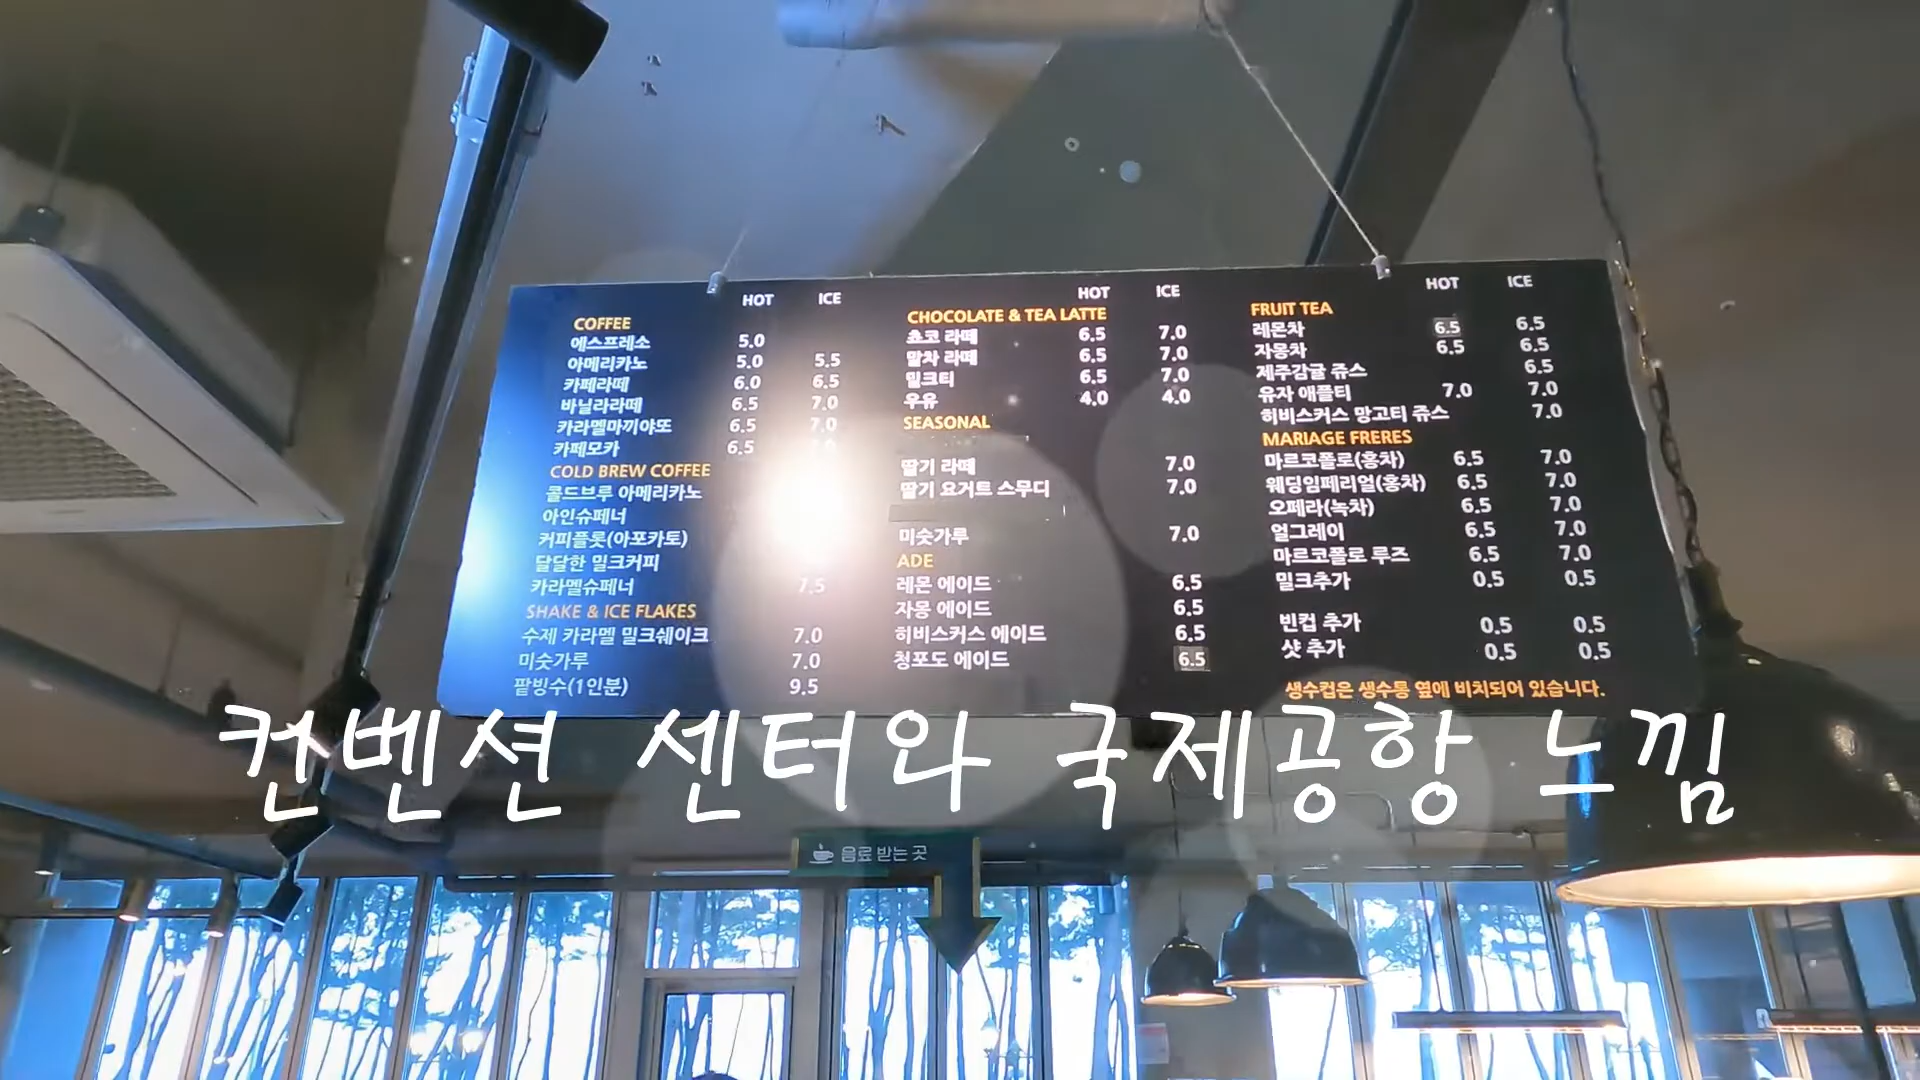 HOT ICE
COFFEE
에스프레소 5.0
아메리카노 5.0 5.5
카페라떼 6.0 6.5
바닐라라떼 6.5 7.0
카라멜마끼야또 6.5 7.0
카페모카 6.5
COLD BREW COFFEE
콜드브루 아메리카노
아인슈페너
커피플롯(아포카토)
달달한 밀크커피
카라멜슈페너 7.5
SHAKE & ICE FLAKES
수제 카라멜 밀크쉐이크 7.0
미숫가루 7.0
팥빙수(1인분) 9.5
HOT ICE
CHOCOLATE & TEA LATTE
쵸코 라떼 6.5 7.0
말차 라떼 6.5 7.0
밀크티 6.5 7.0
우유 4.0 4.0
SEASONAL
딸기 라떼 7.0
딸기 요거트 스무디 7.0
미숫가루 7.0
ADE
레몬 에이드 6.5
자몽 에이드 6.5
히비스커스 에이드 6.5
청포도 에이드 6.5
HOT ICE
FRUIT TEA
레몬차 6.5 6.5
자몽차 6.5 6.5
제주감귤 쥬스 6.5
유자 애플티 7.0 7.0
히비스커스 망고티 쥬스 7.0
MARIAGE FRERES
마르코폴로(홍차) 6.5 7.0
웨딩임페리얼(홍차) 6.5 7.0
오페라(녹차) 6.5 7.0
얼그레이 6.5 7.0
마르코폴로 루즈 6.5 7.0
밀크추가 0.5 0.5
빈컵 추가 0.5 0.5
샷 추가 0.5 0.5
생수컵은 생수통 옆에 비치되어 있습니다.
컨벤션 센터와 국제공항 느낌
음료 받는 곳